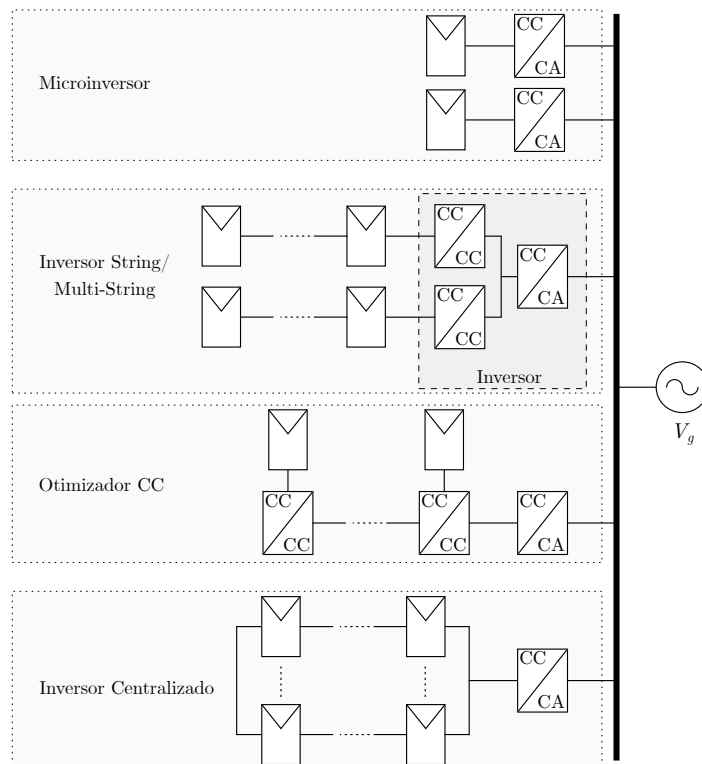 CC
CA
Microinversor
CC
CA
CC
CC
Inversor String/
Multi-String
CC
CA
CC
CC
Inversor
V_g
CC
CC
CC
CC
CC
CA
Otimizador CC
CC
CA
Inversor Centralizado